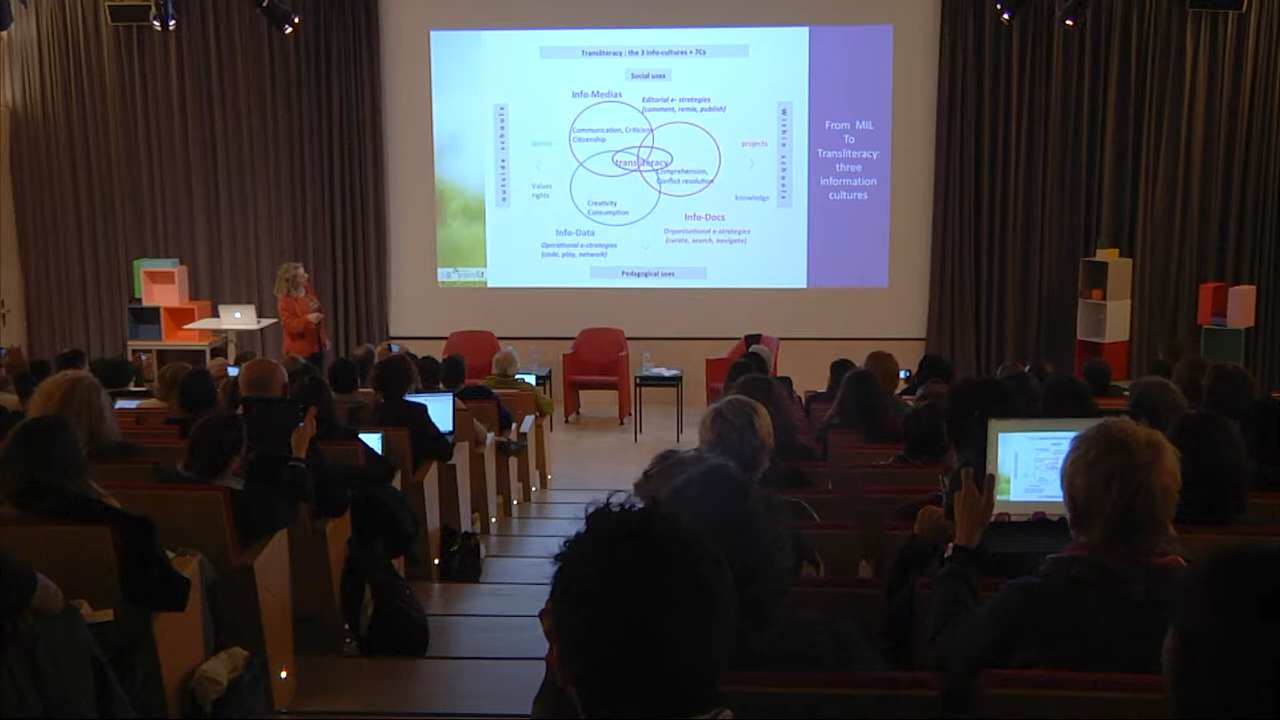 Transliteracy : the 3 info-cultures + 7Cs
Social uses
Info-Medias
Editorial e- strategies
(comment, remix, publish)
outside schools
Within schools
Communication, Criticism
Citizenship
projects
transliteracy
Comprehension,
Conflict resolution
Values
rights
knowledge
Creativity
Consumption
Info-Docs
Info-Data
Organisational e-strategies
(curate, search, navigate)
Operational e-strategies
(code, play, network)
Pedagogical uses
From MIL
To
Transliteracy:
three
information
cultures